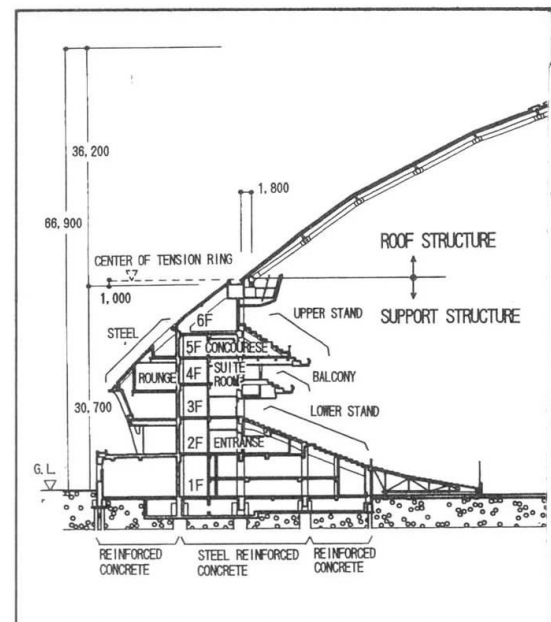 36,200
1,800
66,900
ROOF STRUCTURE
CENTER OF TENSION RING
1,000
SUPPORT STRUCTURE
UPPER STAND
6F
STEEL
5F CONCOURESE
ROUNGE 4F SUITE ROOM
BALCONY
3F
30,700
LOWER STAND
2F ENTRANSE
G.L.
1F
REINFORCED
CONCRETE
STEEL REINFORCED
CONCRETE
REINFORCED
CONCRETE